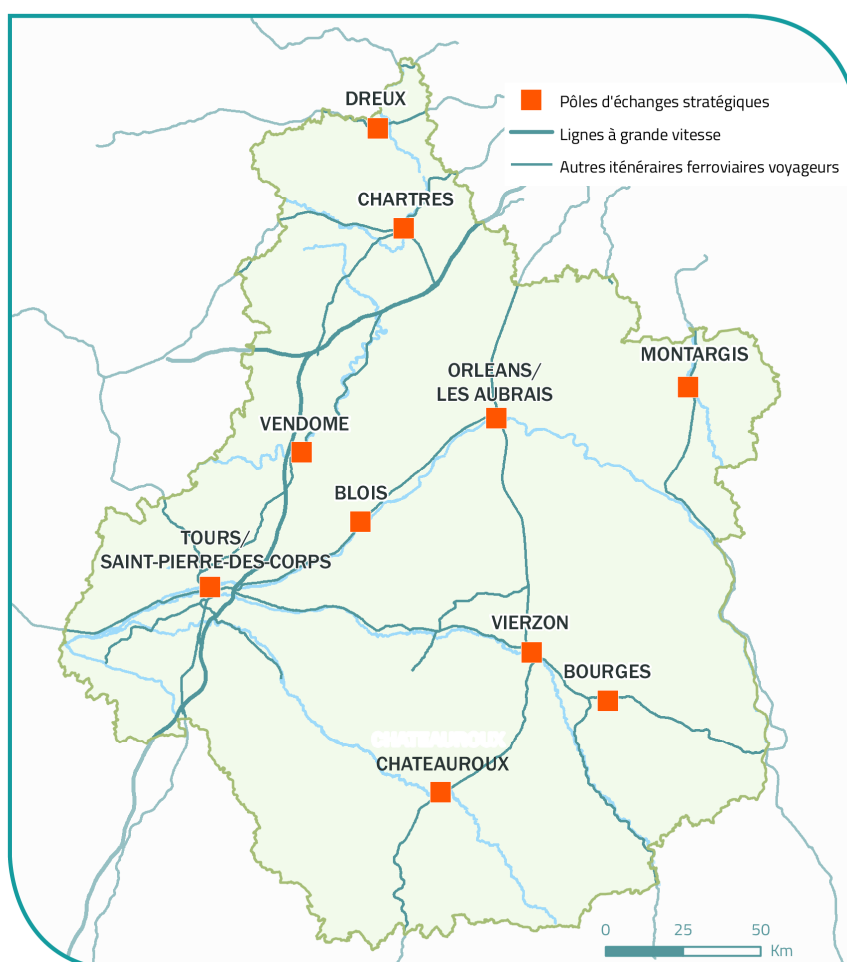 DREUX
Pôles d'échanges stratégiques
Lignes à grande vitesse
Autres iténéraires ferroviaires voyageurs
CHARTRES
MONTARGIS
ORLEANS/
LES AUBRAIS
VENDOME
BLOIS
TOURS/
SAINT-PIERRE-DES-CORPS
VIERZON
BOURGES
CHATEAUROUX
CHATEAUROUX
0 25 50
Km